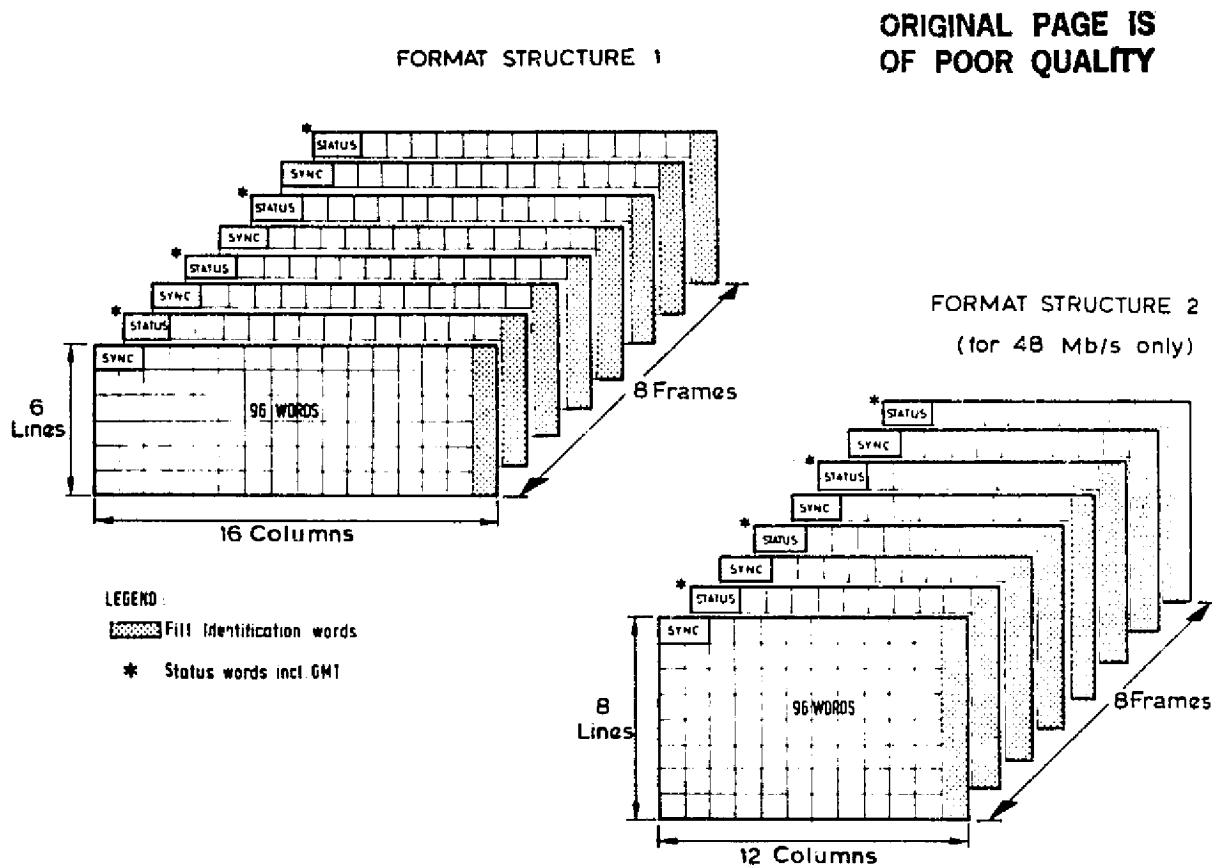 ORIGINAL PAGE IS
OF POOR QUALITY
FORMAT STRUCTURE 1
* STATUS
SYNC
* STATUS
SYNC
* STATUS
SYNC
* STATUS
SYNC
6
Lines
96 WORDS
8 Frames
16 Columns
FORMAT STRUCTURE 2
(for 48 Mb/s only)
* STATUS
SYNC
* STATUS
SYNC
* STATUS
SYNC
* STATUS
SYNC
8
Lines
96 WORDS
8 Frames
12 Columns
LEGEND :
Fill Identification words
* Status words incl. GMT